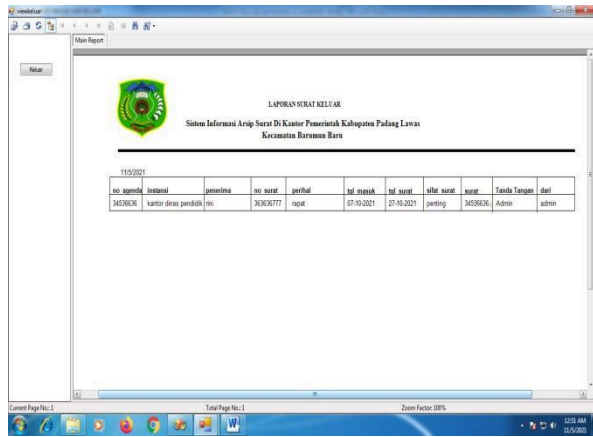 viewkeluar
Main Report
Keluar
LAPORAN SURAT KELUAR
Sistem Informasi Arsip Surat Di Kantor Pemerintah Kabupaten Padang Lawas
Kecamatan Barumun Baru
11/5/2021
no agenda instansi penerima no surat perihal tgl masuk tgl surat sifat surat surat Tanda Tangan dari
34536636 kantor dinas pendidik rini 363636777 rapat 07-10-2021 27-10-2021 penting 34536636 Admin admin
Current Page No.: 1 Total Page No.: 1 Zoom Factor: 100%
12:51 AM
11/5/2021